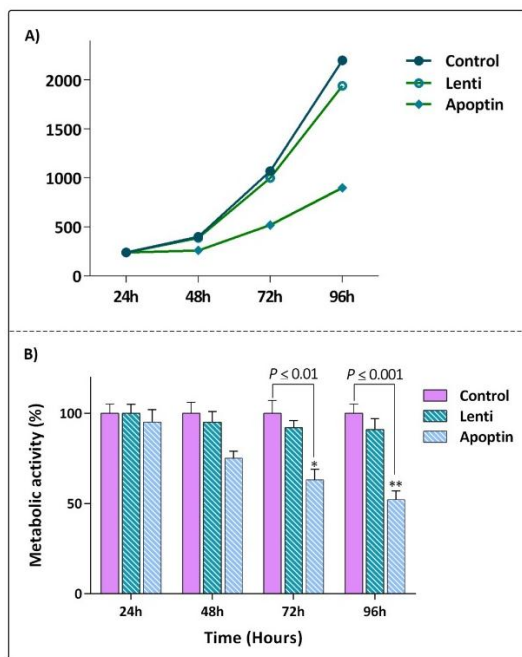 A)
Control
Lenti
Apoptin
2000
1500
1000
500
0
24h 48h 72h 96h
B)
P ≤ 0.01 P ≤ 0.001
Control
Lenti
Apoptin
Metabolic activity (%)
100
50
0
*
**
24h 48h 72h 96h
Time (Hours)